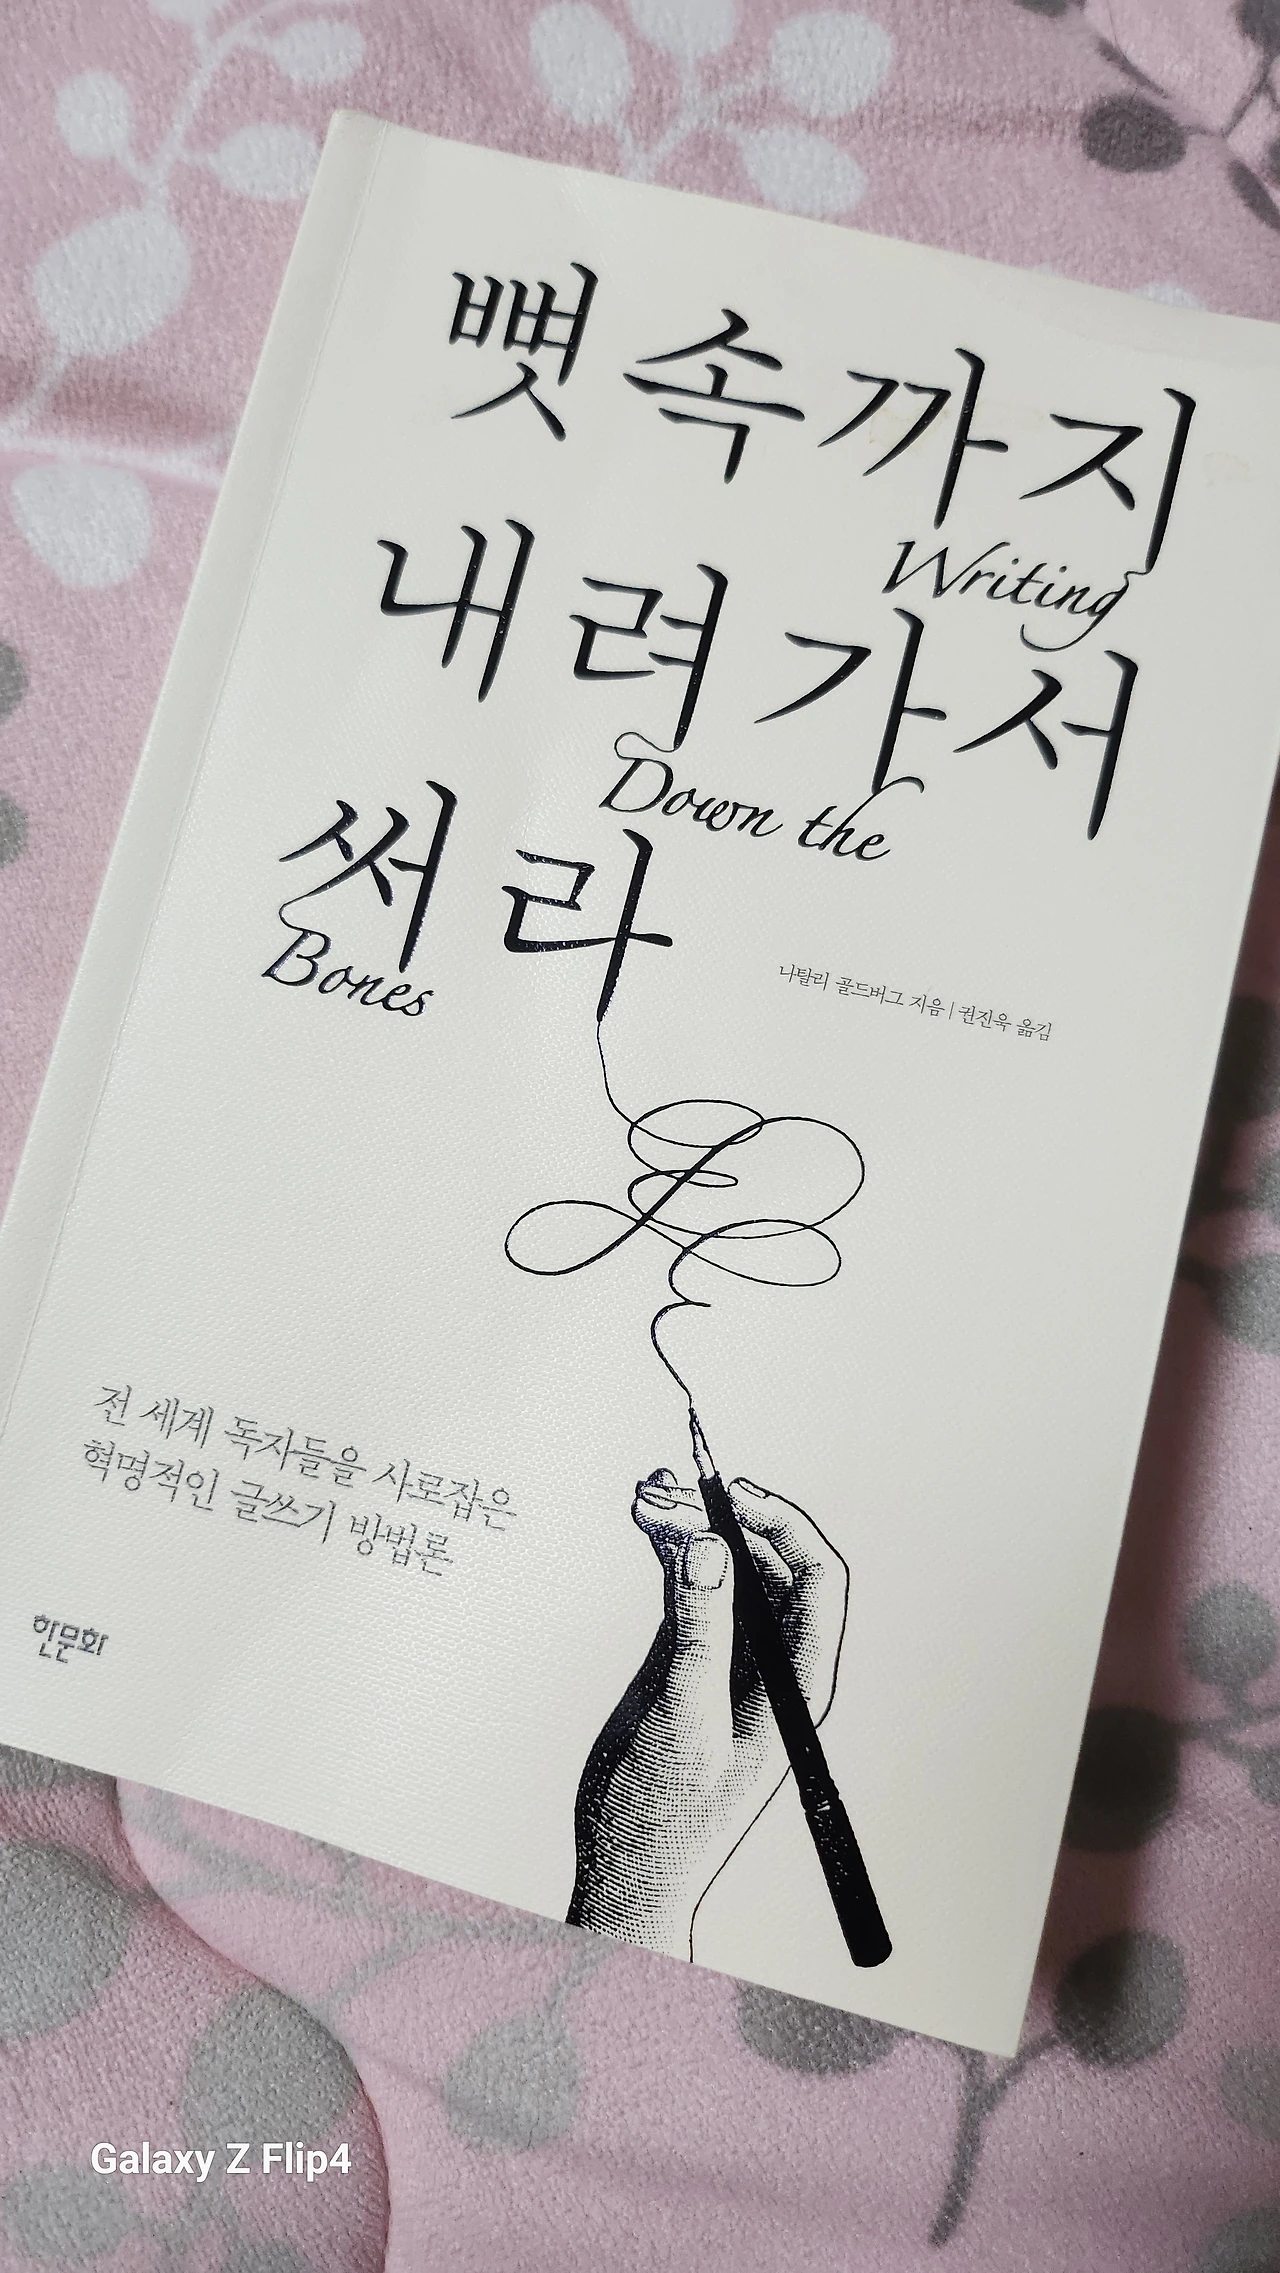 뼛속까지
Writing
내려가서
Down the
써라
Bones
나탈리 골드버그 지음 | 권진욱 옮김
전 세계 독자들을 사로잡은
혁명적인 글쓰기 방법론
한문화
Galaxy Z Flip4